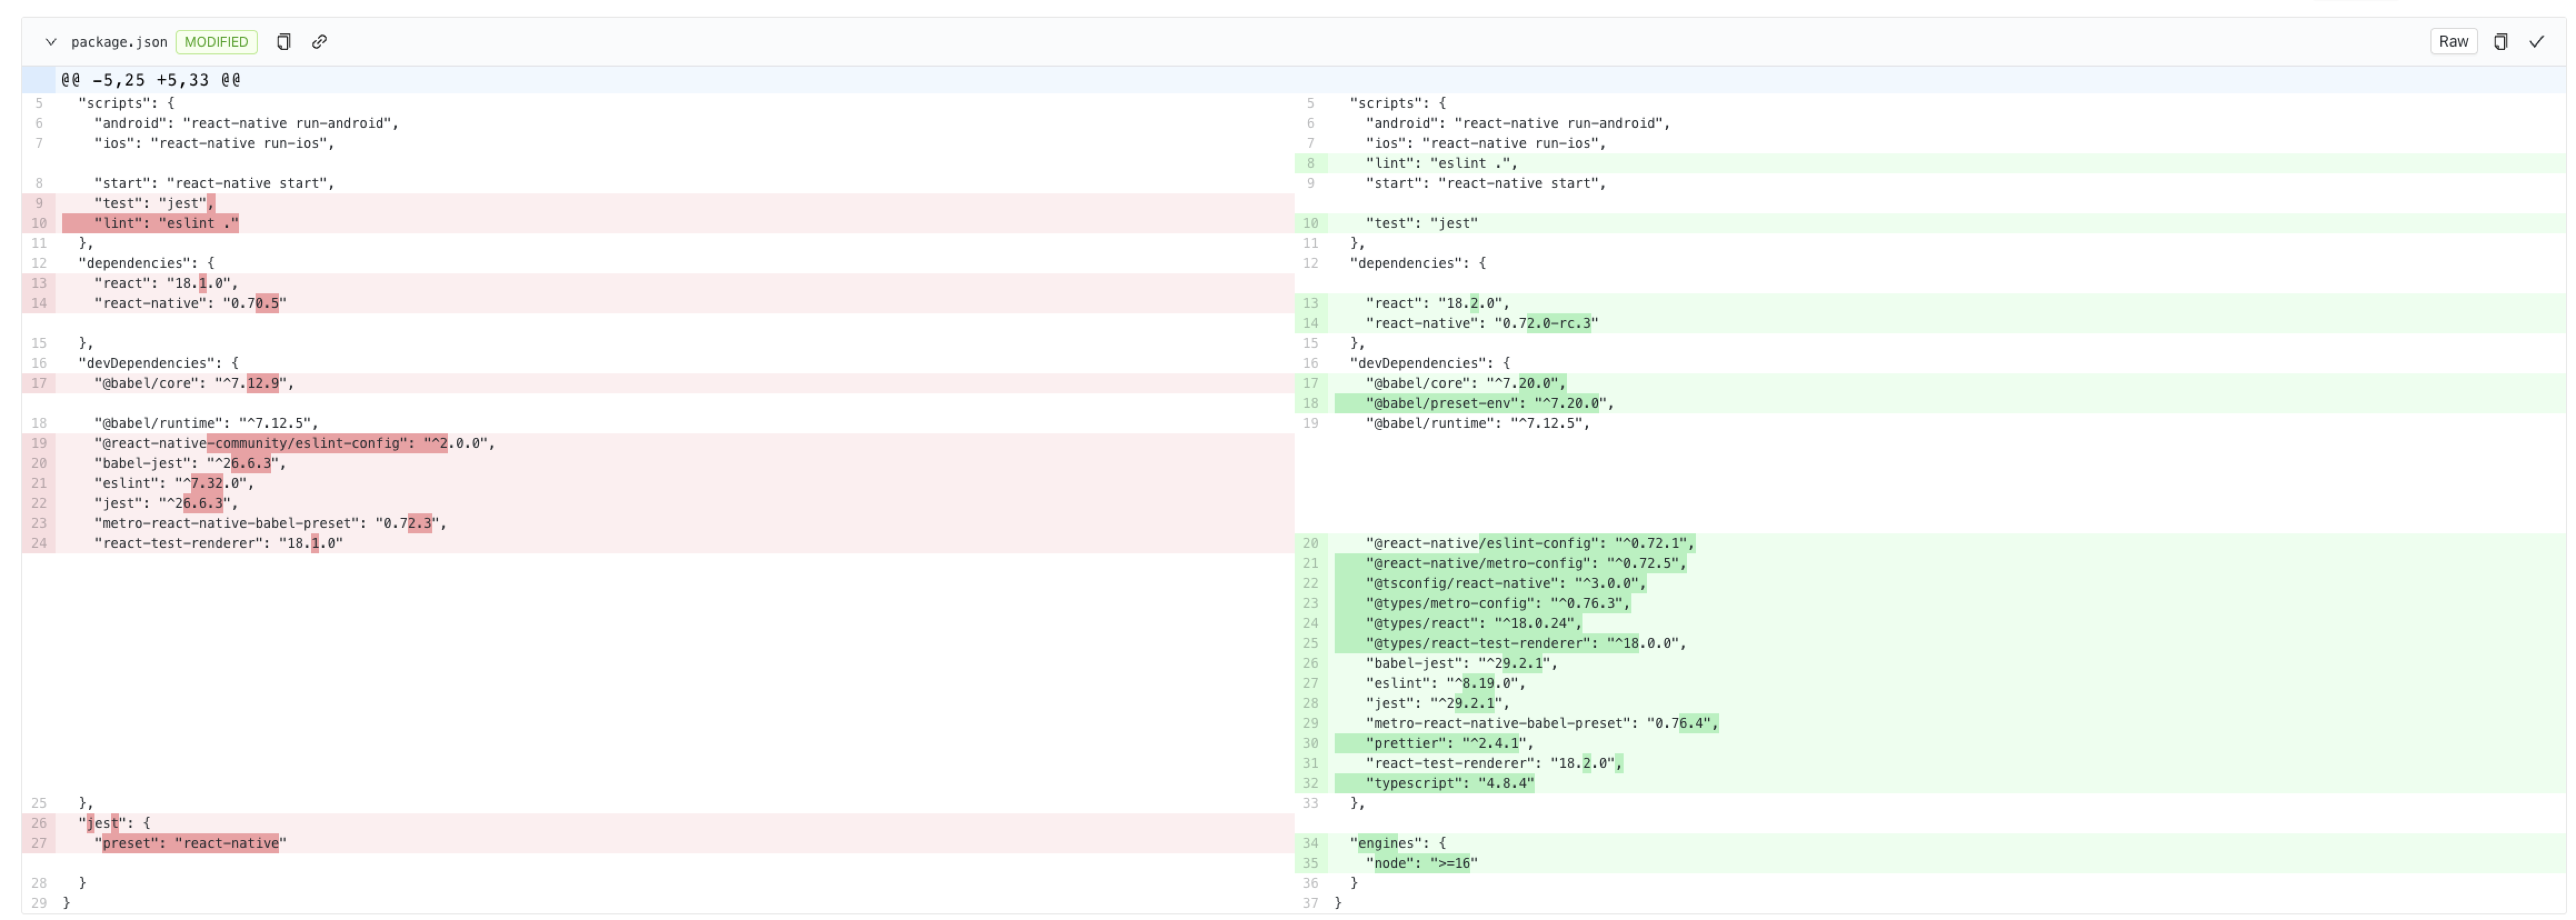 package.json MODIFIED Raw
@@ -5,25 +5,33 @@
5 "scripts": {
6 "android": "react-native run-android",
7 "ios": "react-native run-ios",
8 "start": "react-native start",
9 "test": "jest",
10 "lint": "eslint ."
11 },
12 "dependencies": {
13 "react": "18.1.0",
14 "react-native": "0.70.5"
15 },
16 "devDependencies": {
17 "@babel/core": "^7.12.9",
18 "@babel/runtime": "^7.12.5",
19 "@react-native-community/eslint-config": "^2.0.0",
20 "babel-jest": "^26.6.3",
21 "eslint": "^7.32.0",
22 "jest": "^26.6.3",
23 "metro-react-native-babel-preset": "0.72.3",
24 "react-test-renderer": "18.1.0"
25 },
26 "jest": {
27 "preset": "react-native"
28 }
29 }
5 "scripts": {
6 "android": "react-native run-android",
7 "ios": "react-native run-ios",
8 "lint": "eslint .",
9 "start": "react-native start",
10 "test": "jest"
11 },
12 "dependencies": {
13 "react": "18.2.0",
14 "react-native": "0.72.0-rc.3"
15 },
16 "devDependencies": {
17 "@babel/core": "^7.20.0",
18 "@babel/preset-env": "^7.20.0",
19 "@babel/runtime": "^7.12.5",
20 "@react-native/eslint-config": "^0.72.1",
21 "@react-native/metro-config": "^0.72.5",
22 "@tsconfig/react-native": "^3.0.0",
23 "@types/metro-config": "^0.76.3",
24 "@types/react": "^18.0.24",
25 "@types/react-test-renderer": "^18.0.0",
26 "babel-jest": "^29.2.1",
27 "eslint": "^8.19.0",
28 "jest": "^29.2.1",
29 "metro-react-native-babel-preset": "0.76.4",
30 "prettier": "^2.4.1",
31 "react-test-renderer": "18.2.0",
32 "typescript": "4.8.4"
33 },
34 "engines": {
35 "node": ">=16"
36 }
37 }